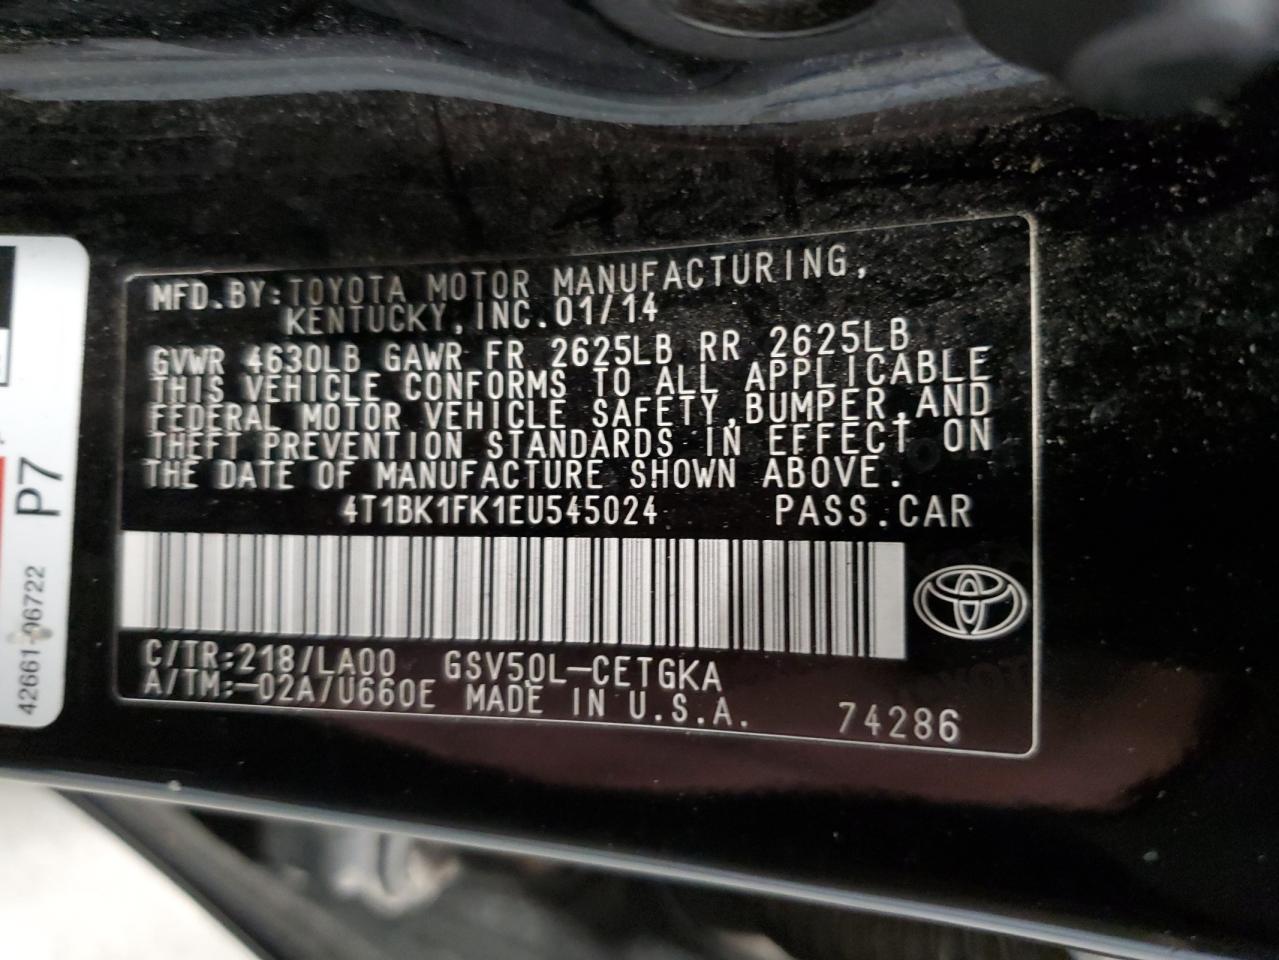 MFD.BY:TOYOTA MOTOR MANUFACTURING,
KENTUCKY,INC.01/14
GVWR 4630LB GAWR FR 2625LB RR 2625LB
THIS VEHICLE CONFORMS TO ALL APPLICABLE
FEDERAL MOTOR VEHICLE SAFETY,BUMPER,AND
THEFT PREVENTION STANDARDS IN EFFECT ON
THE DATE OF MANUFACTURE SHOWN ABOVE.
4T1BK1FK1EU545024 PASS.CAR
C/TR:218/LA00 GSV50L-CETGKA
A/TM:-02A/U660E MADE IN U.S.A. 74286
P7
42661-06722